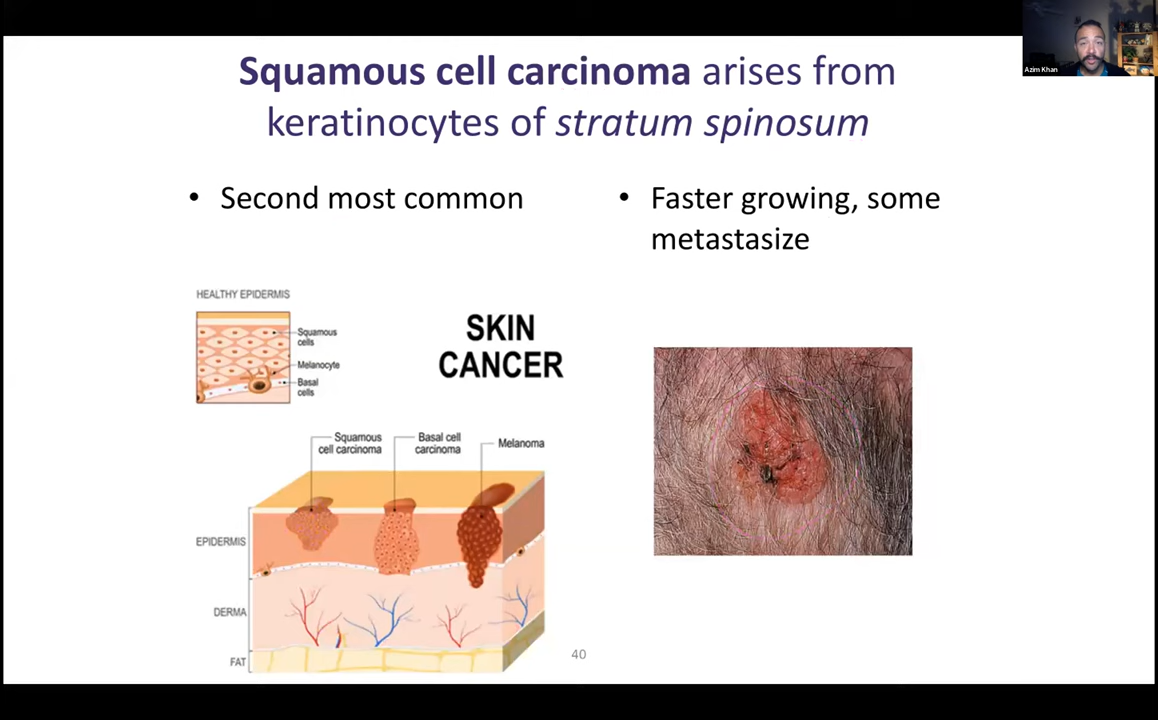 Azim Khan
Squamous cell carcinoma arises from
keratinocytes of stratum spinosum
• Second most common
• Faster growing, some
metastasize
HEALTHY EPIDERMIS
Squamous
cells
Melanocyte
Basal
cells
SKIN
CANCER
Squamous
cell carcinoma
Basal cell
carcinoma
Melanoma
EPIDERMIS
DERMA
FAT
40